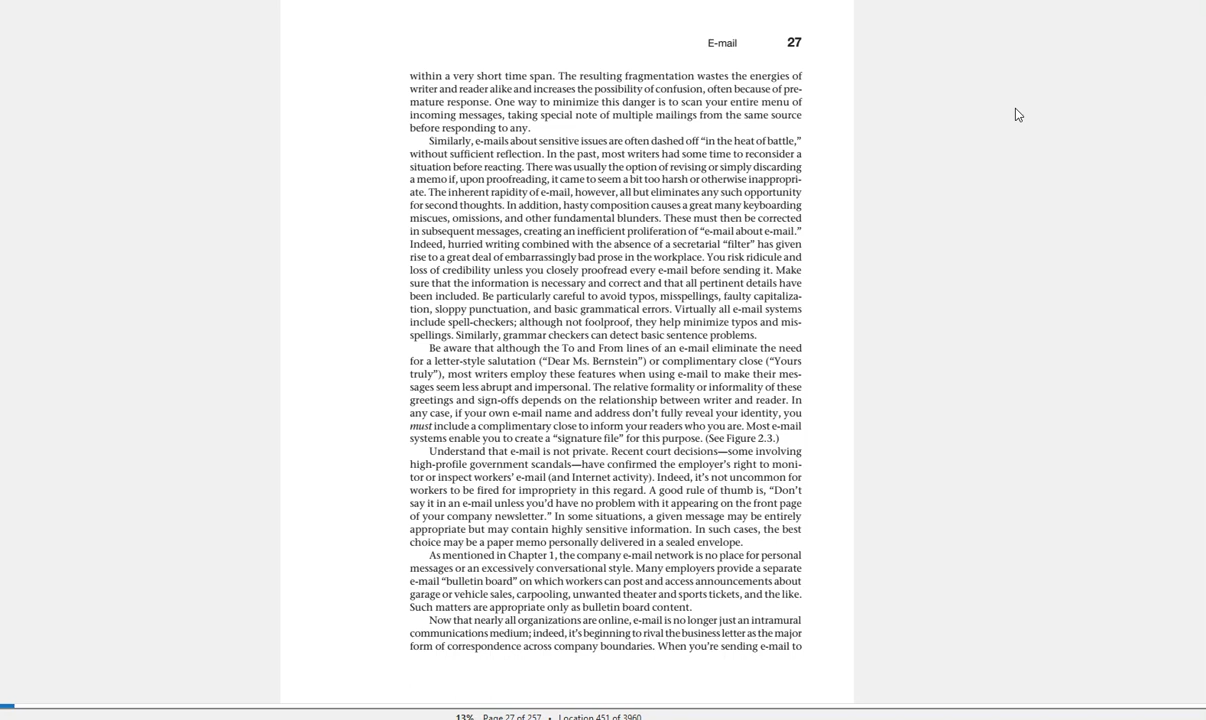 E-mail 27
within a very short time span. The resulting fragmentation wastes the energies of
writer and reader alike and increases the possibility of confusion, often because of pre-
mature response. One way to minimize this danger is to scan your entire menu of
incoming messages, taking special note of multiple mailings from the same source
before responding to any.
Similarly, e-mails about sensitive issues are often dashed off “in the heat of battle,”
without sufficient reflection. In the past, most writers had some time to reconsider a
situation before reacting. There was usually the option of revising or simply discarding
a memo if, upon proofreading, it came to seem a bit too harsh or otherwise inappropri-
ate. The inherent rapidity of e-mail, however, all but eliminates any such opportunity
for second thoughts. In addition, hasty composition causes a great many keyboarding
miscues, omissions, and other fundamental blunders. These must then be corrected
in subsequent messages, creating an inefficient proliferation of “e-mail about e-mail.”
Indeed, hurried writing combined with the absence of a secretarial “filter” has given
rise to a great deal of embarrassingly bad prose in the workplace. You risk ridicule and
loss of credibility unless you closely proofread every e-mail before sending it. Make
sure that the information is necessary and correct and that all pertinent details have
been included. Be particularly careful to avoid typos, misspellings, faulty capitaliza-
tion, sloppy punctuation, and basic grammatical errors. Virtually all e-mail systems
include spell-checkers; although not foolproof, they help minimize typos and mis-
spellings. Similarly, grammar checkers can detect basic sentence problems.
Be aware that although the To and From lines of an e-mail eliminate the need
for a letter-style salutation (“Dear Ms. Bernstein”) or complimentary close (“Yours
truly”), most writers employ these features when using e-mail to make their mes-
sages seem less abrupt and impersonal. The relative formality or informality of these
greetings and sign-offs depends on the relationship between writer and reader. In
any case, if your own e-mail name and address don’t fully reveal your identity, you
must include a complimentary close to inform your readers who you are. Most e-mail
systems enable you to create a “signature file” for this purpose. (See Figure 2.3.)
Understand that e-mail is not private. Recent court decisions—some involving
high-profile government scandals—have confirmed the employer’s right to moni-
tor or inspect workers’ e-mail (and Internet activity). Indeed, it’s not uncommon for
workers to be fired for impropriety in this regard. A good rule of thumb is, “Don’t
say it in an e-mail unless you’d have no problem with it appearing on the front page
of your company newsletter.” In some situations, a given message may be entirely
appropriate but may contain highly sensitive information. In such cases, the best
choice may be a paper memo personally delivered in a sealed envelope.
As mentioned in Chapter 1, the company e-mail network is no place for personal
messages or an excessively conversational style. Many employers provide a separate
e-mail “bulletin board” on which workers can post and access announcements about
garage or vehicle sales, carpooling, unwanted theater and sports tickets, and the like.
Such matters are appropriate only as bulletin board content.
Now that nearly all organizations are online, e-mail is no longer just an intramural
communications medium; indeed, it’s beginning to rival the business letter as the major
form of correspondence across company boundaries. When you’re sending e-mail to
13% Page 27 of 257 • Location 451 of 3960